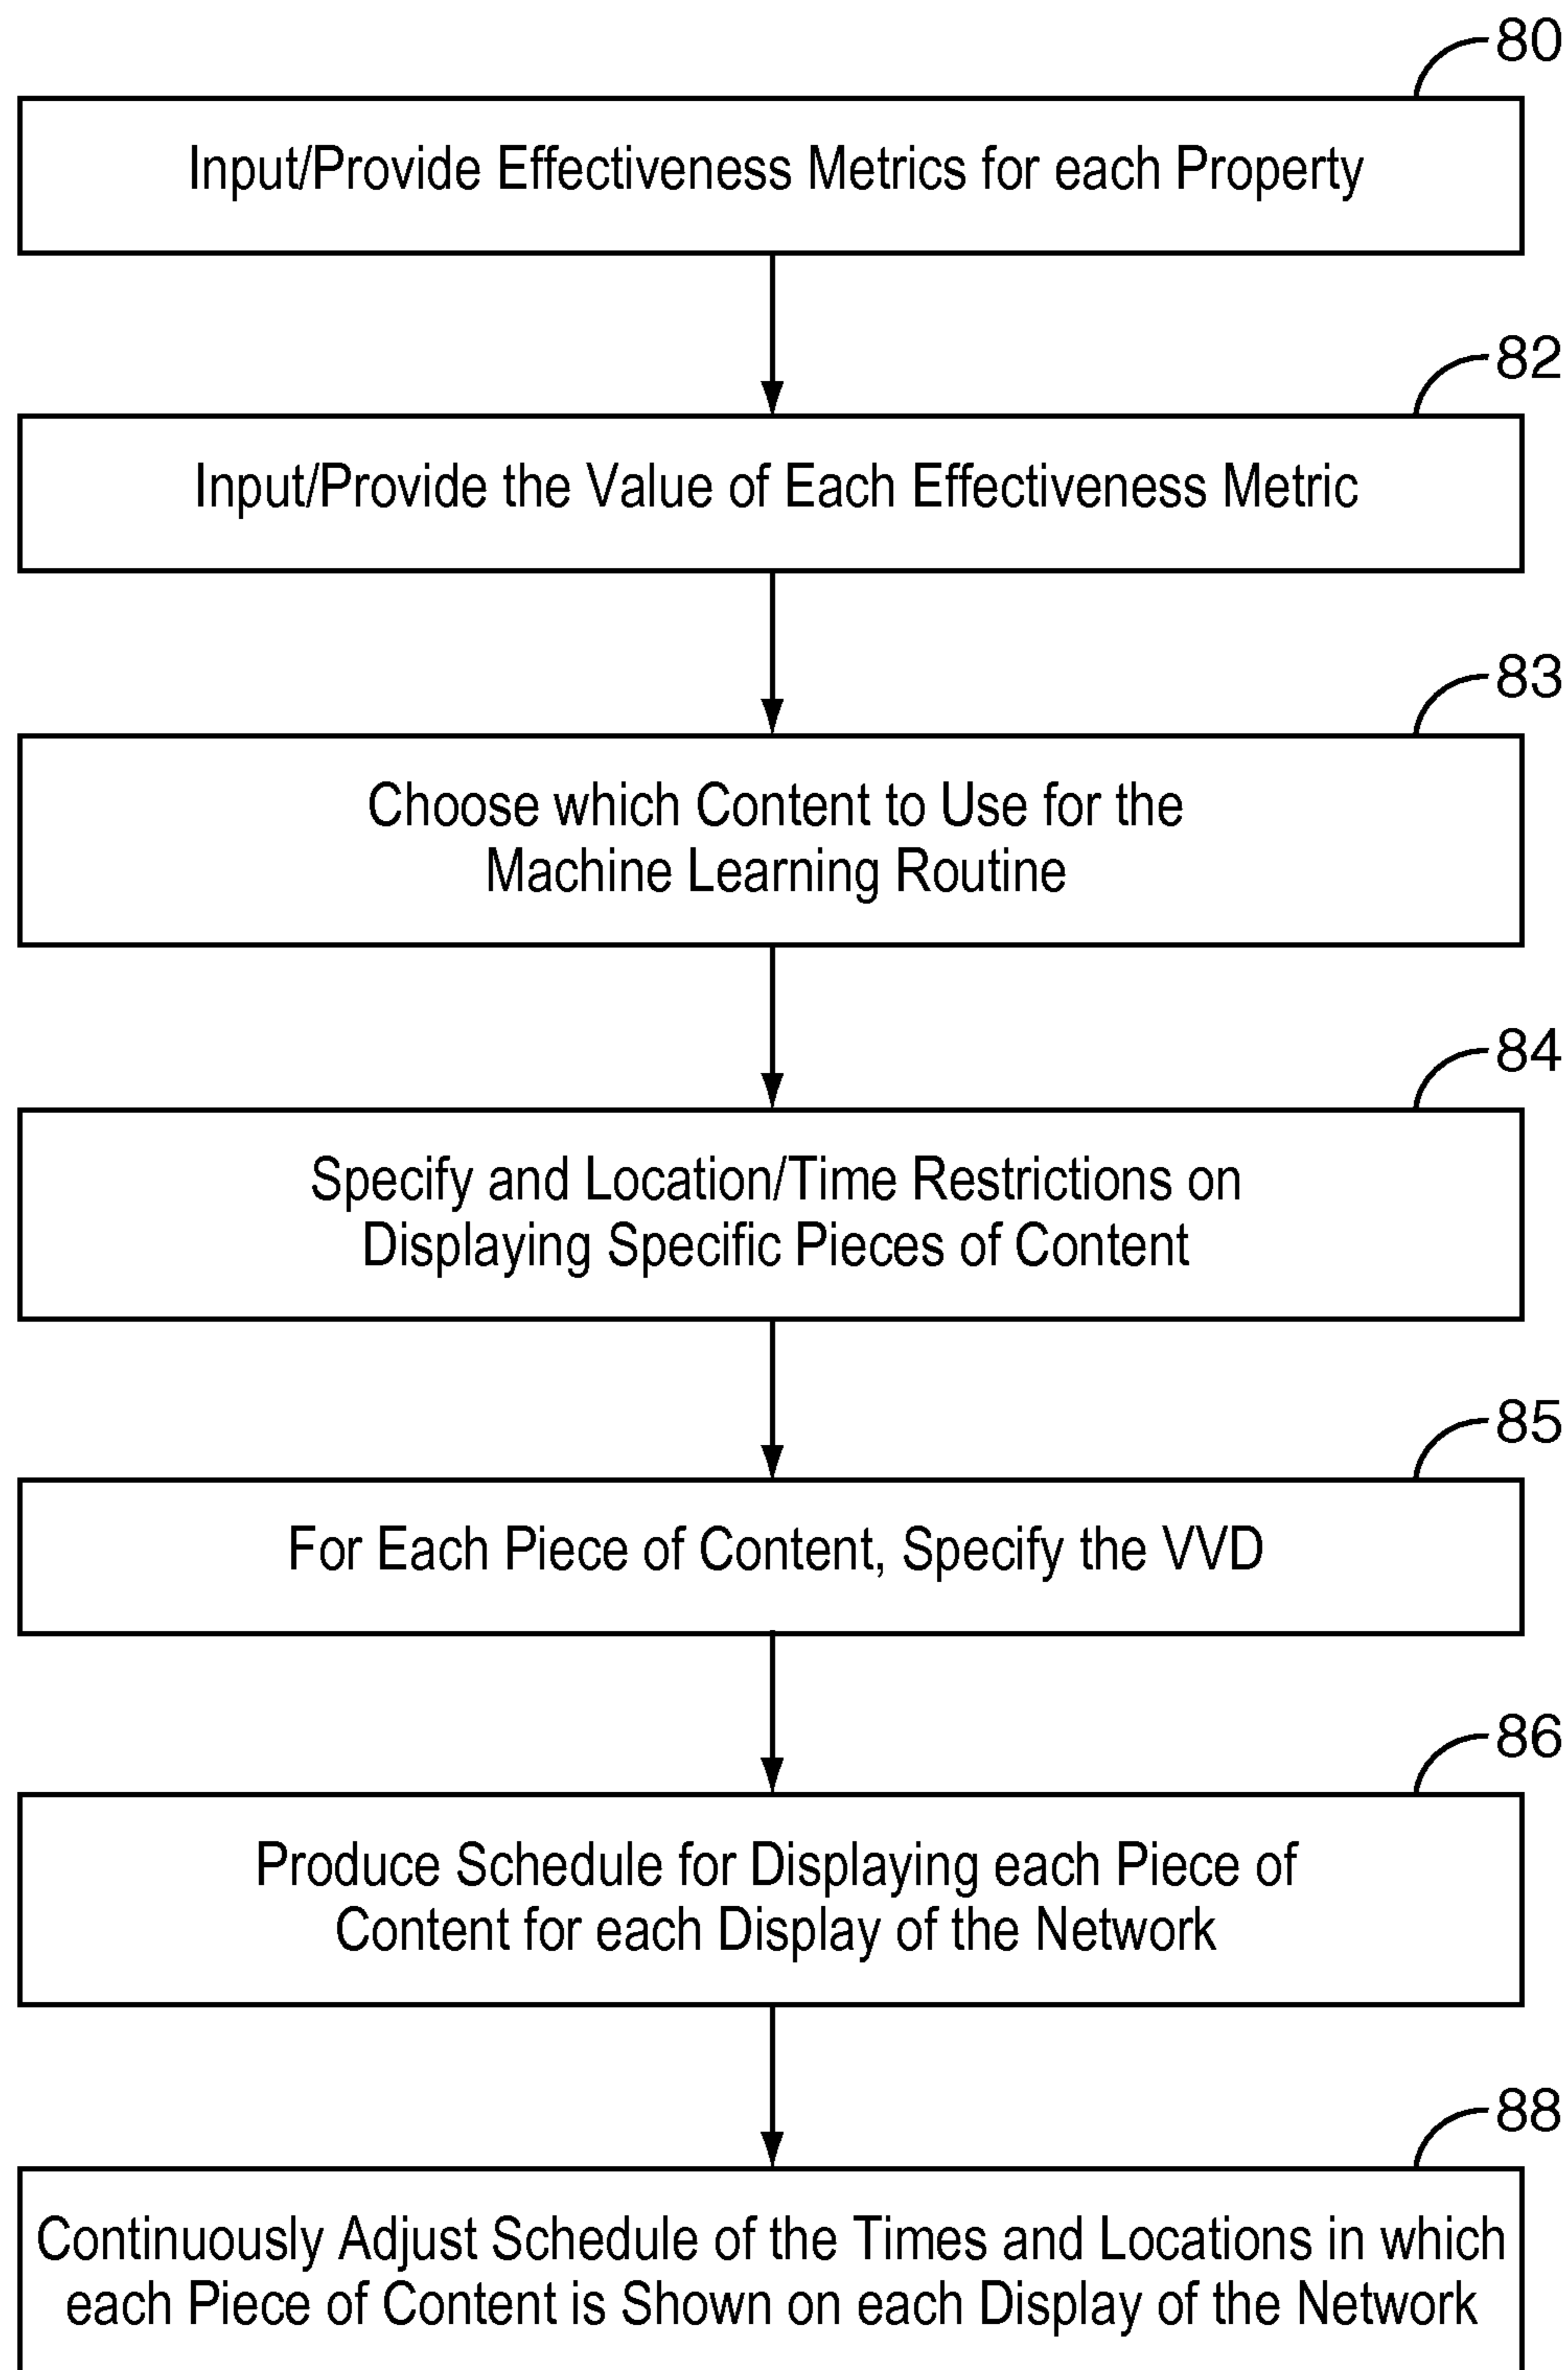 80
Input/Provide Effectiveness Metrics for each Property
82
Input/Provide the Value of Each Effectiveness Metric
83
Choose which Content to Use for the
Machine Learning Routine
84
Specify and Location/Time Restrictions on
Displaying Specific Pieces of Content
85
For Each Piece of Content, Specify the VVD
86
Produce Schedule for Displaying each Piece of
Content for each Display of the Network
88
Continuously Adjust Schedule of the Times and Locations in which
each Piece of Content is Shown on each Display of the Network